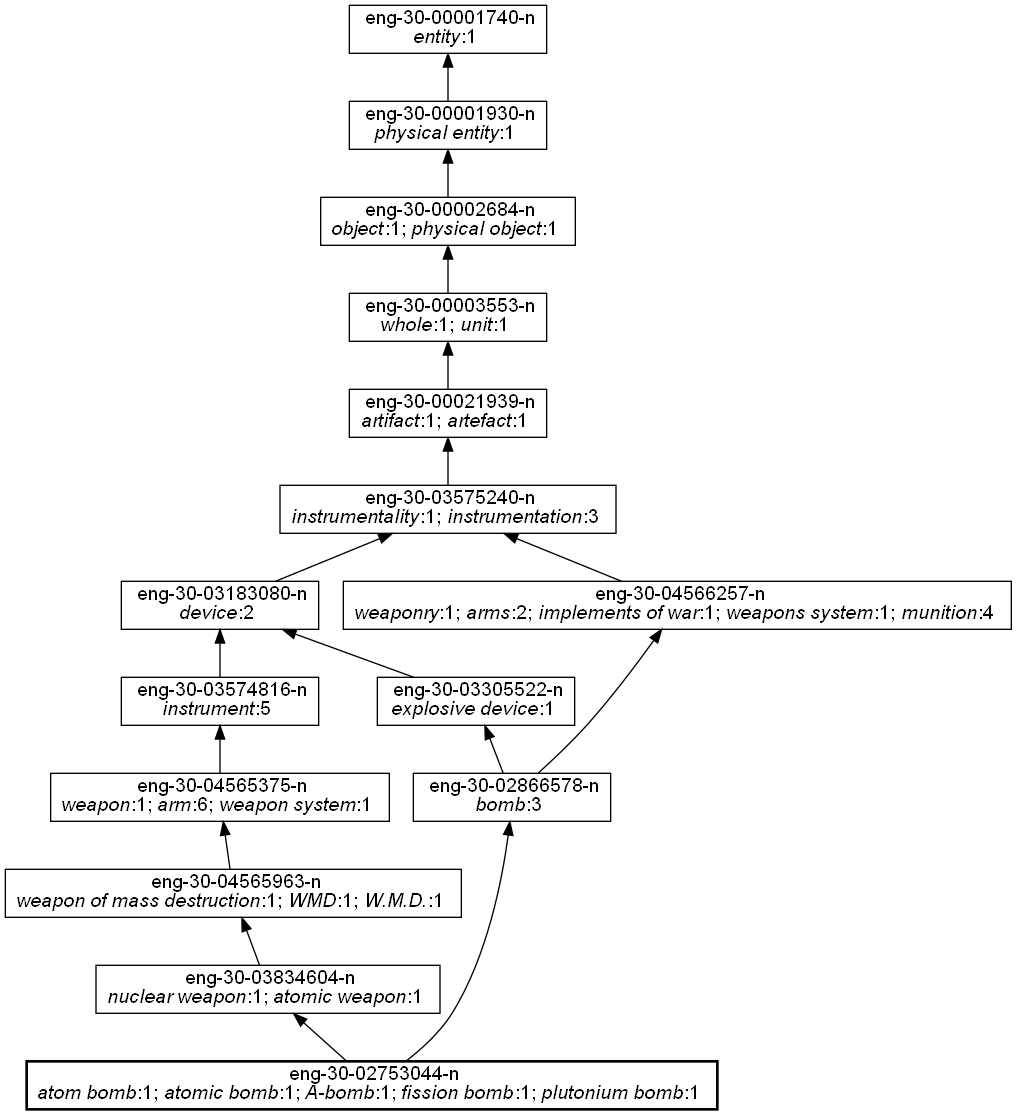 eng-30-00001740-n
entity:1
eng-30-00001930-n
physical entity:1
eng-30-00002684-n
object:1; physical object:1
eng-30-00003553-n
whole:1; unit:1
eng-30-00021939-n
artifact:1; artefact:1
eng-30-03575240-n
instrumentality:1; instrumentation:3
eng-30-03183080-n
device:2
eng-30-04566257-n
weaponry:1; arms:2; implements of war:1; weapons system:1; munition:4
eng-30-03574816-n
instrument:5
eng-30-03305522-n
explosive device:1
eng-30-04565375-n
weapon:1; arm:6; weapon system:1
eng-30-02866578-n
bomb:3
eng-30-04565963-n
weapon of mass destruction:1; WMD:1; W.M.D.:1
eng-30-03834604-n
nuclear weapon:1; atomic weapon:1
eng-30-02753044-n
atom bomb:1; atomic bomb:1; A-bomb:1; fission bomb:1; plutonium bomb:1